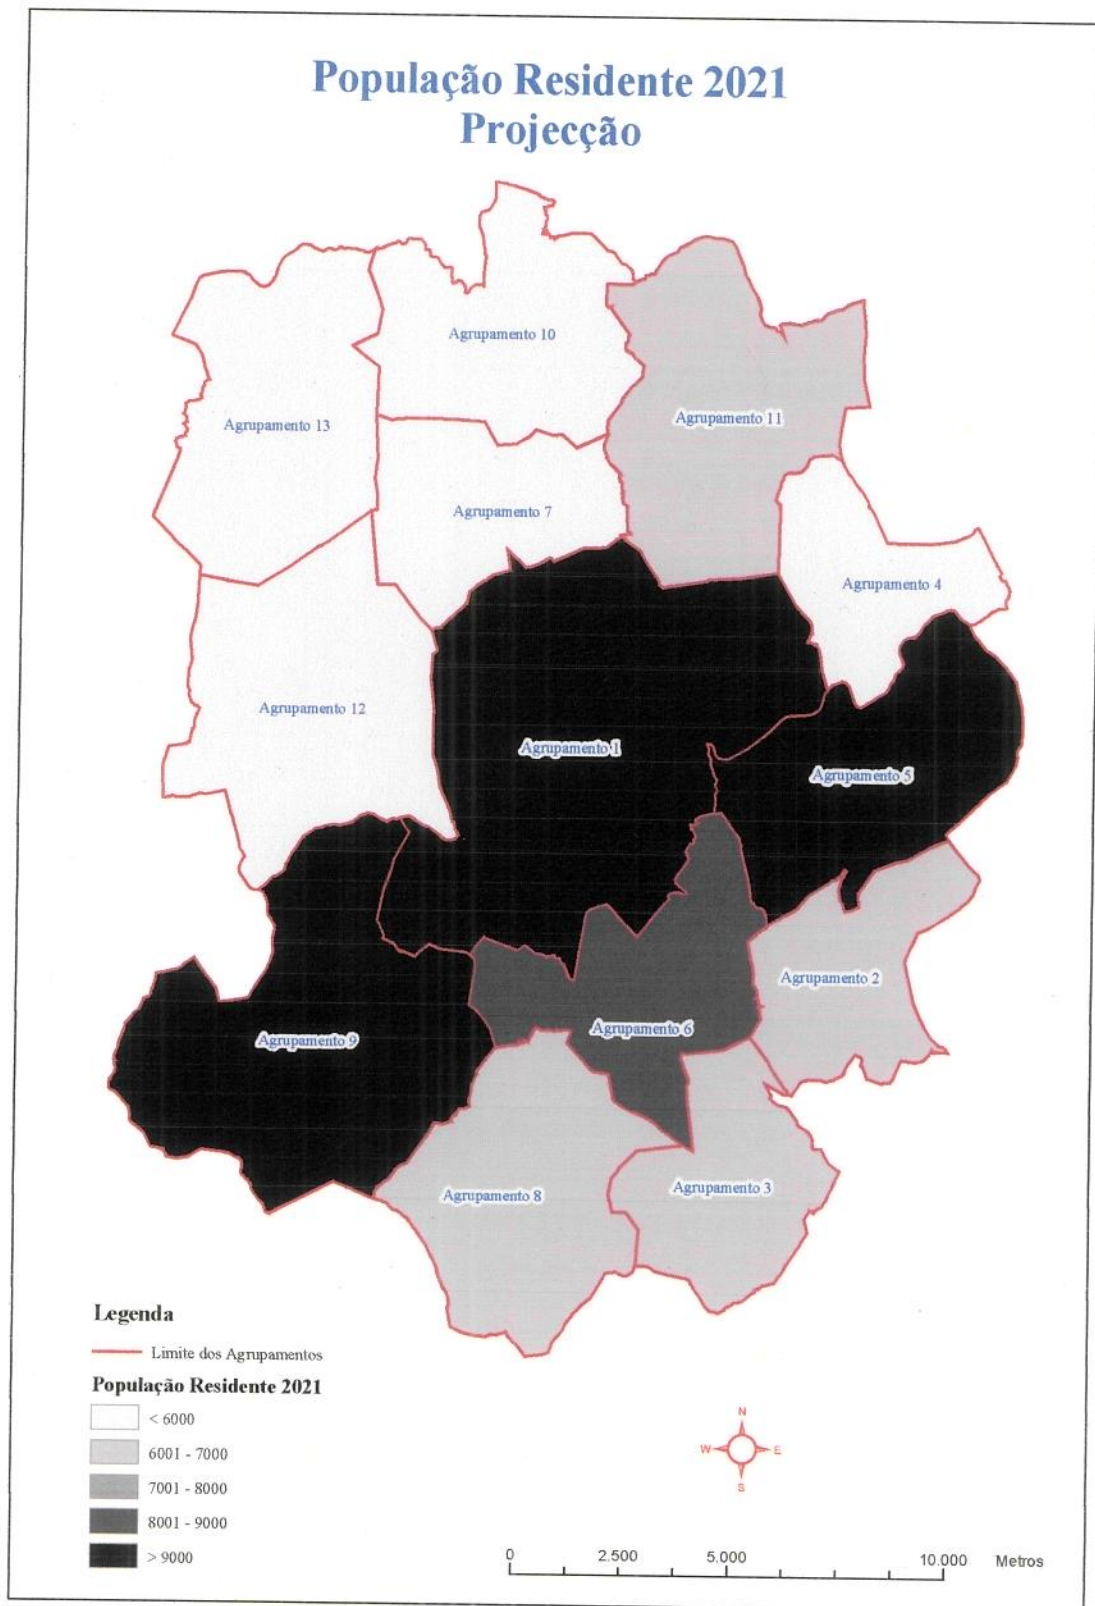 População Residente 2021
Projecção
Agrupamento 10
Agrupamento 11
Agrupamento 13
Agrupamento 7
Agrupamento 4
Agrupamento 12
Agrupamento 1
Agrupamento 5
Agrupamento 2
Agrupamento 6
Agrupamento 9
Agrupamento 3
Agrupamento 8
Legenda
Limite dos Agrupamentos
População Residente 2021
< 6000
6001 - 7000
7001 - 8000
8001 - 9000
> 9000
N
W E
S
0 2.500 5.000 10.000 Metros